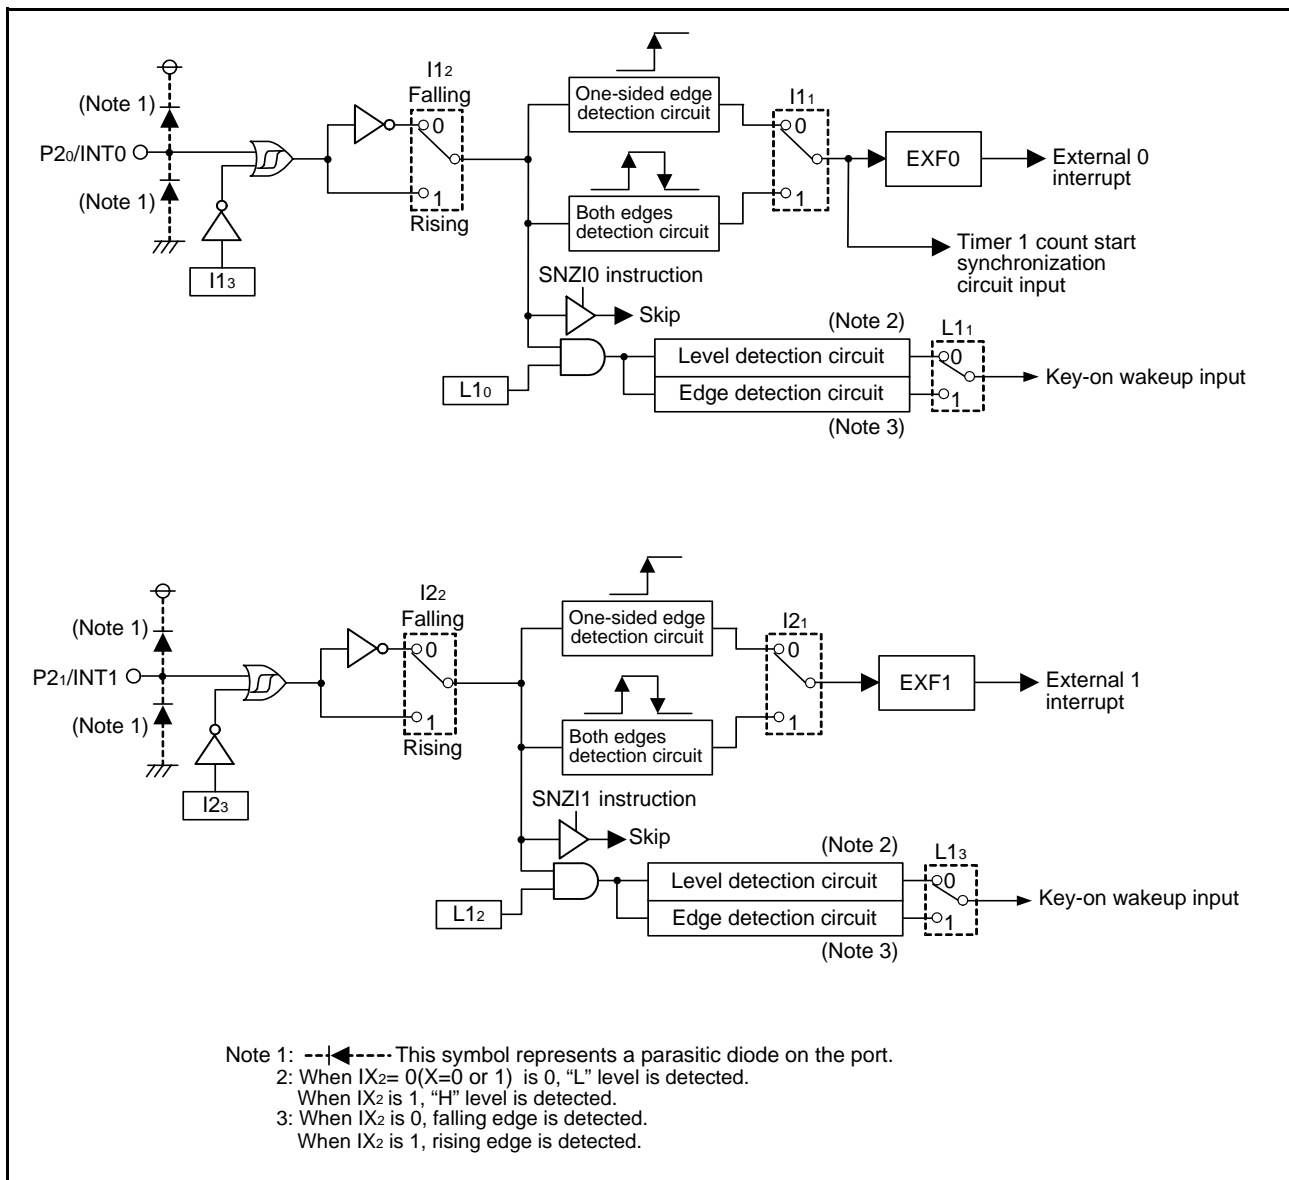 I1₂
Falling
(Note 1)
0
P2₀/INT0
(Note 1)
1
Rising
I1₃
One-sided edge
detection circuit
I1₁
0
EXF0
External 0
interrupt
1
Both edges
detection circuit
Timer 1 count start
synchronization
circuit input
SNZI0 instruction
Skip
(Note 2)
L1₁
Level detection circuit
0
Key-on wakeup input
L1₀
Edge detection circuit
1
(Note 3)
I2₂
Falling
(Note 1)
0
P2₁/INT1
(Note 1)
1
Rising
I2₃
One-sided edge
detection circuit
I2₁
0
EXF1
External 1
interrupt
1
Both edges
detection circuit
SNZI1 instruction
Skip
(Note 2)
L1₃
Level detection circuit
0
Key-on wakeup input
L1₂
Edge detection circuit
1
(Note 3)
Note 1: This symbol represents a parasitic diode on the port.
2: When IX₂= 0(X=0 or 1) is 0, “L” level is detected.
When IX₂ is 1, “H” level is detected.
3: When IX₂ is 0, falling edge is detected.
When IX₂ is 1, rising edge is detected.